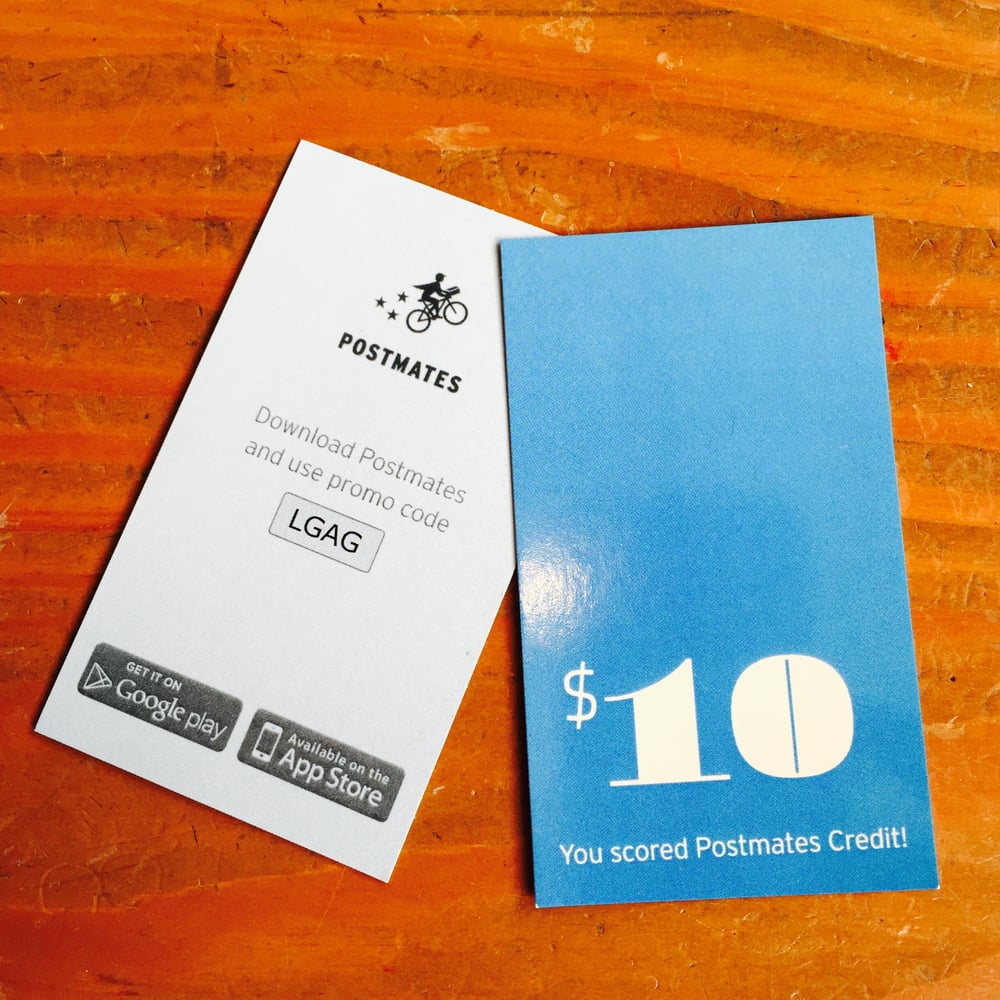 POSTMATES
Download Postmates
and use promo code
LGAG
GET IT ON
Google play
Available on the
App Store
$10
You scored Postmates Credit!